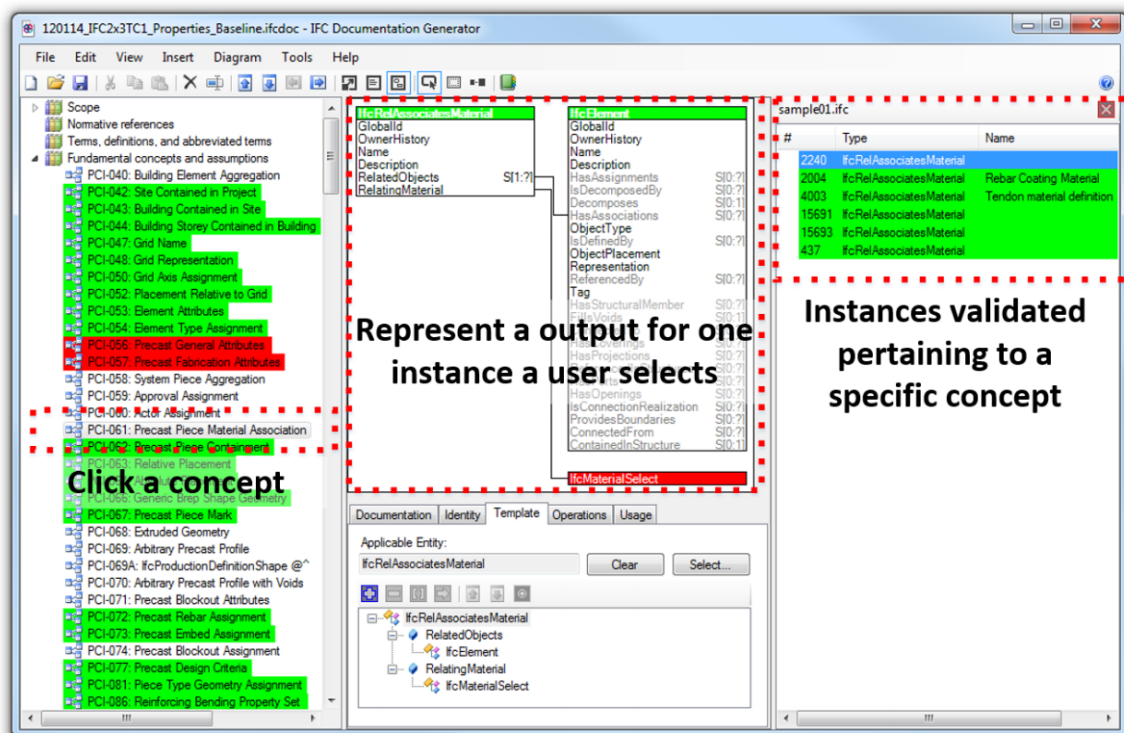 120114_IFC2x3TC1_Properties_Baseline.ifcdoc - IFC Documentation Generator
File Edit View Insert Diagram Tools Help
Scope
Normative references
Terms, definitions, and abbreviated terms
Fundamental concepts and assumptions
PCI-040: Building Element Aggregation
PCI-042: Site Contained in Project
PCI-043: Building Contained in Site
PCI-044: Building Storey Contained in Building
PCI-047: Grid Name
PCI-048: Grid Representation
PCI-050: Grid Axis Assignment
PCI-052: Placement Relative to Grid
PCI-053: Element Attributes
PCI-054: Element Type Assignment
PCI-056: Precast General Attributes
PCI-057: Precast Fabrication Attributes
PCI-058: System Piece Aggregation
PCI-059: Approval Assignment
PCI-060: Actor Assignment
PCI-061: Precast Piece Material Association
PCI-062: Precast Piece Containment
PCI-063: Relative Placement
Click a concept
PCI-066: Generic Brep Shape Geometry
PCI-067: Precast Piece Mark
PCI-068: Extruded Geometry
PCI-069: Arbitrary Precast Profile
PCI-069A: IfcProductionDefinitionShape @^
PCI-070: Arbitrary Precast Profile with Voids
PCI-071: Precast Blockout Attributes
PCI-072: Precast Rebar Assignment
PCI-073: Precast Embed Assignment
PCI-074: Precast Blockout Assignment
PCI-077: Precast Design Criteria
PCI-081: Piece Type Geometry Assignment
PCI-086: Reinforcing Bending Property Set
IfcRelAssociatesMaterial
GlobalId
OwnerHistory
Name
Description
RelatedObjects S[1:?]
RelatingMaterial
IfcElement
GlobalId
OwnerHistory
Name
Description
HasAssignments S[0:?]
IsDecomposedBy S[0:?]
Decomposes S[0:1]
HasAssociations S[0:?]
ObjectType
IsDefinedBy S[0:?]
ObjectPlacement
Representation
ReferencedBy S[0:?]
Tag
HasStructuralMember S[0:?]
FillsVoids S[0:1]
Represent a output for one
instance a user selects
HasProjections S[0:?]
HasOpenings S[0:?]
IsConnectionRealization S[0:?]
ProvidesBoundaries S[0:?]
ConnectedFrom S[0:?]
ContainedInStructure S[0:1]
IfcMaterialSelect
Documentation Identity Template Operations Usage
Applicable Entity:
IfcRelAssociatesMaterial Clear Select...
IfcRelAssociatesMaterial
RelatedObjects
IfcElement
RelatingMaterial
IfcMaterialSelect
sample01.ifc
# Type Name
2240 IfcRelAssociatesMaterial
2004 IfcRelAssociatesMaterial Rebar Coating Material
4003 IfcRelAssociatesMaterial Tendon material definition
15691 IfcRelAssociatesMaterial
15693 IfcRelAssociatesMaterial
437 IfcRelAssociatesMaterial
Instances validated
pertaining to a
specific concept